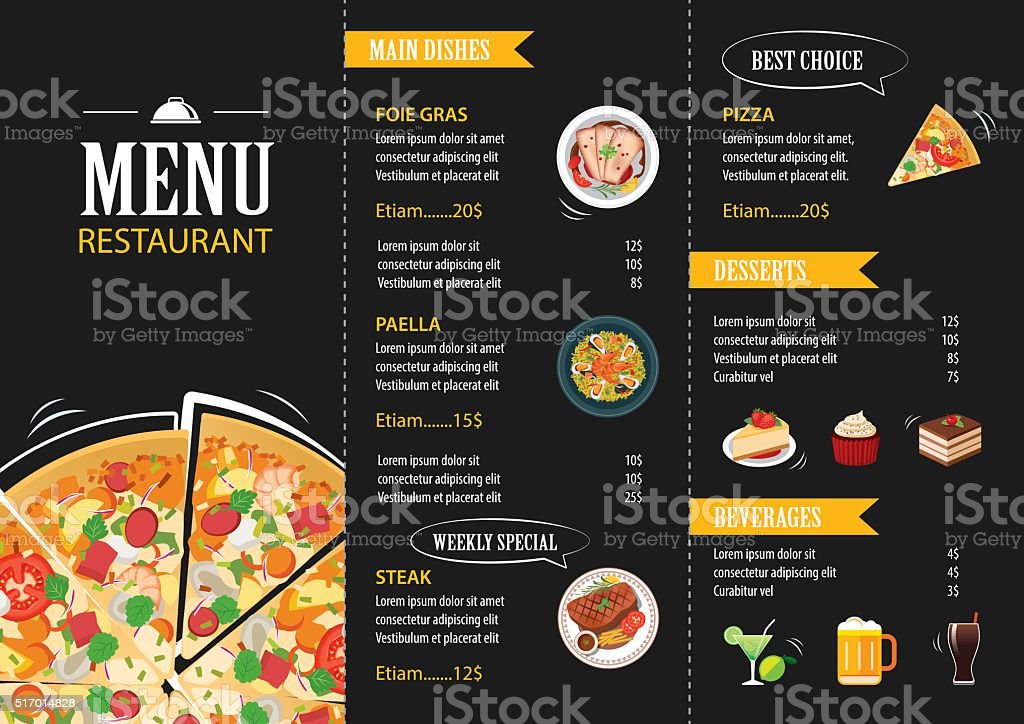 MENU
RESTAURANT
MAIN DISHES
FOIE GRAS
Lorem ipsum dolor sit amet
consectetur adipiscing elit
Vestibulum et placerat elit
Etiam.......20$
Lorem ipsum dolor sit 12$
consectetur adipiscing elit 10$
Vestibulum et placerat elit 8$
PAELLA
Lorem ipsum dolor sit amet
consectetur adipiscing elit
Vestibulum et placerat elit
Etiam.......15$
Lorem ipsum dolor sit 10$
consectetur adipiscing elit 10$
Vestibulum et placerat elit 25$
WEEKLY SPECIAL
STEAK
Lorem ipsum dolor sit amet
consectetur adipiscing elit
Vestibulum et placerat elit
Etiam.......12$
BEST CHOICE
PIZZA
Lorem ipsum dolor sit amet,
consectetur adipiscing elit.
Vestibulum et placerat velit.
Etiam.......20$
DESSERTS
Lorem ipsum dolor sit 12$
consectetur adipiscing elit 10$
Vestibulum et placerat elit 8$
Curabitur vel 7$
BEVERAGES
Lorem ipsum dolor sit 4$
consectetur adipiscing elit 4$
Vestibulum et placerat elit 3$
iStock
by Getty Images™
517014828